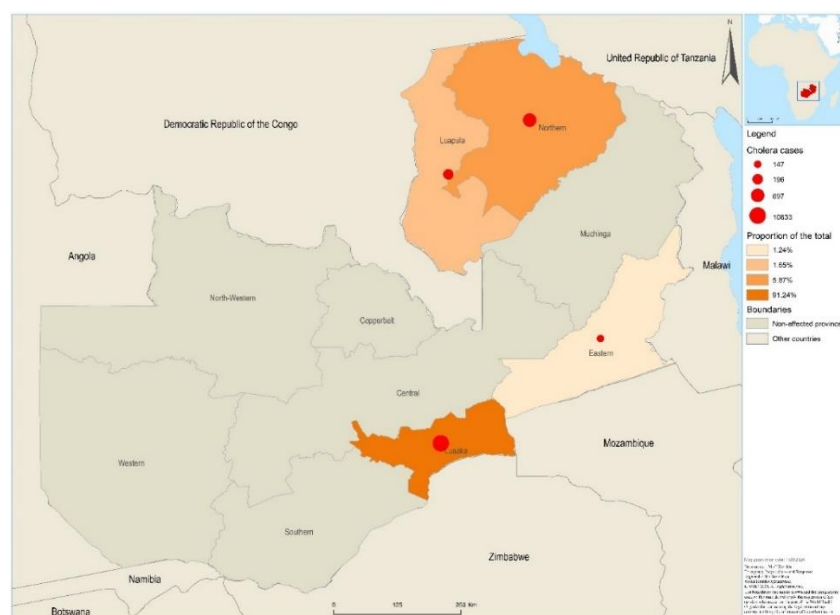 United Republic of Tanzania
Democratic Republic of the Congo
N
Northern
Luapula
Muchinga
Angola
Malawi
North-Western
Copperbelt
Eastern
Central
Lusaka
Mozambique
Western
Southern
Zimbabwe
Namibia
Botswana
0 125 250 Km
Legend
Cholera cases
147
196
697
10833
Proportion of the total
1.24%
1.65%
5.87%
91.24%
Boundaries
Non-affected province
Other countries